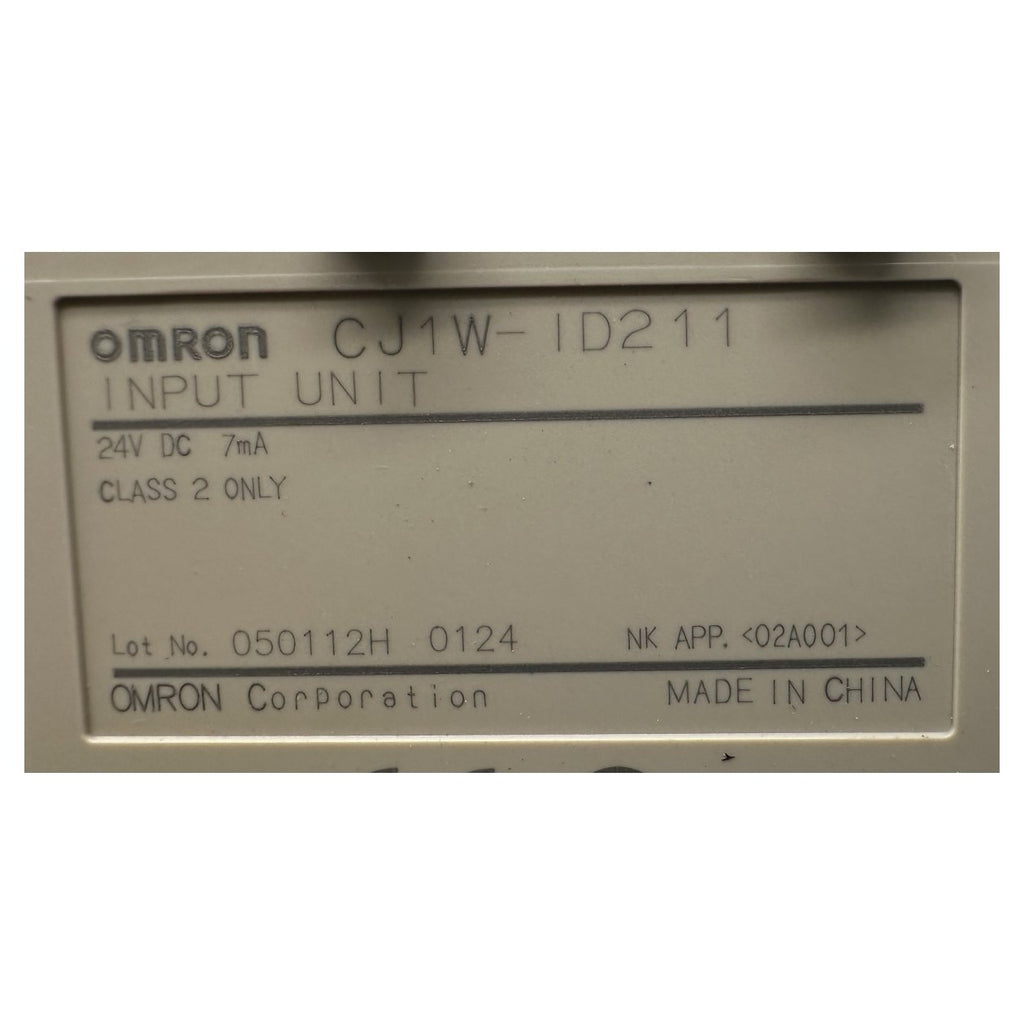 OMRON CJ1W-ID211
INPUT UNIT
24V DC 7mA
CLASS 2 ONLY
Lot No. 050112H 0124 NK APP. <02A001>
OMRON Corporation MADE IN CHINA